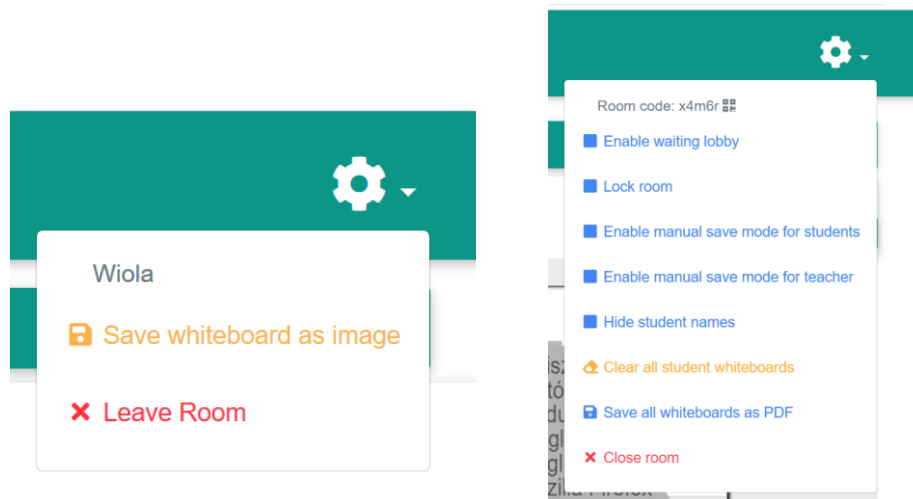 Wiola
Save whiteboard as image
Leave Room
Room code: x4m6r
Enable waiting lobby
Lock room
Enable manual save mode for students
Enable manual save mode for teacher
Hide student names
Clear all student whiteboards
Save all whiteboards as PDF
Close room